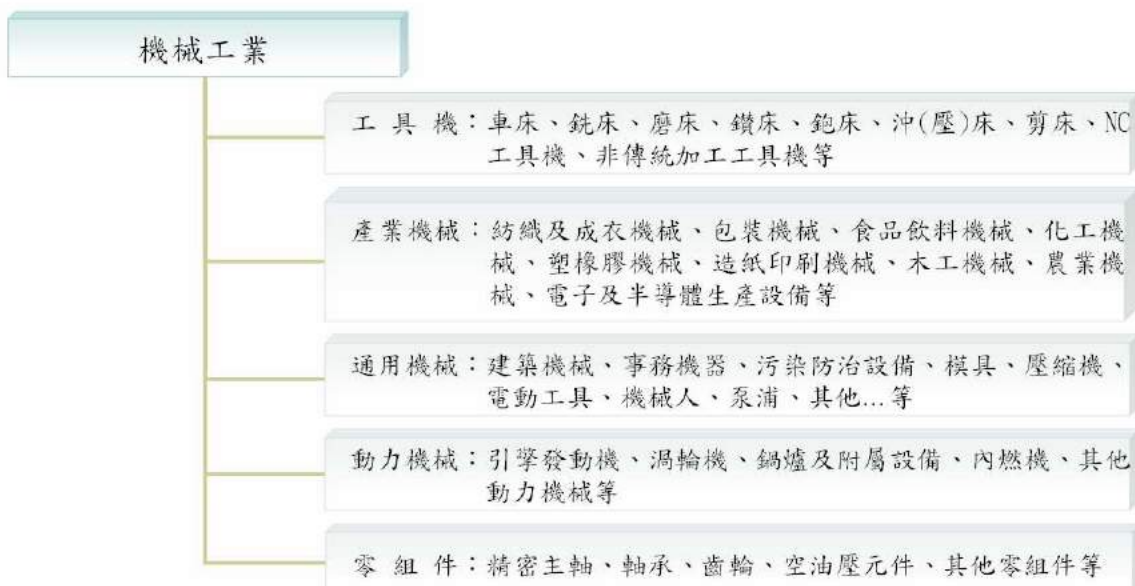 機械工業
工具機：車床、銑床、磨床、鑽床、鉋床、沖(壓)床、剪床、NC
工具機、非傳統加工工具機等
產業機械：紡織及成衣機械、包裝機械、食品飲料機械、化工機
械、塑橡膠機械、造紙印刷機械、木工機械、農業機
械、電子及半導體生產設備等
通用機械：建築機械、事務機器、污染防治設備、模具、壓縮機、
電動工具、機械人、泵浦、其他…等
動力機械：引擎發動機、渦輪機、鍋爐及附屬設備、內燃機、其他
動力機械等
零組件：精密主軸、軸承、齒輪、空油壓元件、其他零組件等